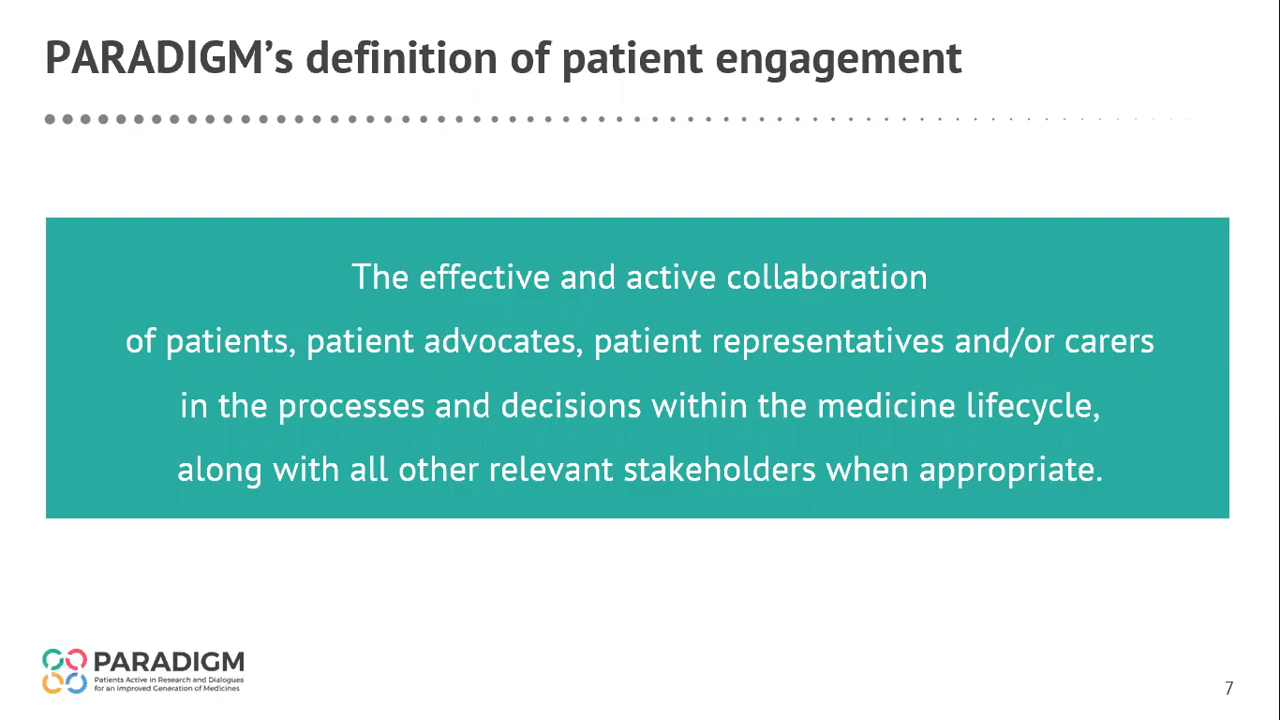 PARADIGM’s definition of patient engagement
The effective and active collaboration
of patients, patient advocates, patient representatives and/or carers
in the processes and decisions within the medicine lifecycle,
along with all other relevant stakeholders when appropriate.
PARADIGM
Patients Active in Research and Dialogues
for an Improved Generation of Medicines
7